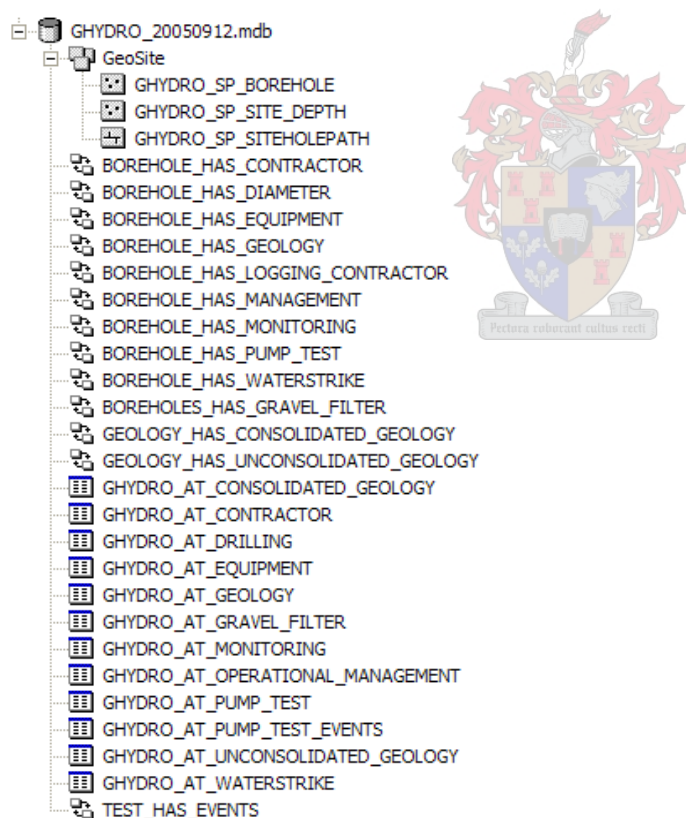 GHYDRO_20050912.mdb
GeoSite
GHYDRO_SP_BOREHOLE
GHYDRO_SP_SITE_DEPTH
GHYDRO_SP_SITEHOLEPATH
BOREHOLE_HAS_CONTRACTOR
BOREHOLE_HAS_DIAMETER
BOREHOLE_HAS_EQUIPMENT
BOREHOLE_HAS_GEOLOGY
BOREHOLE_HAS_LOGGING_CONTRACTOR
BOREHOLE_HAS_MANAGEMENT
BOREHOLE_HAS_MONITORING
BOREHOLE_HAS_PUMP_TEST
BOREHOLE_HAS_WATERSTRIKE
BOREHOLES_HAS_GRAVEL_FILTER
GEOLOGY_HAS_CONSOLIDATED_GEOLOGY
GEOLOGY_HAS_UNCONSOLIDATED_GEOLOGY
GHYDRO_AT_CONSOLIDATED_GEOLOGY
GHYDRO_AT_CONTRACTOR
GHYDRO_AT_DRILLING
GHYDRO_AT_EQUIPMENT
GHYDRO_AT_GEOLOGY
GHYDRO_AT_GRAVEL_FILTER
GHYDRO_AT_MONITORING
GHYDRO_AT_OPERATIONAL_MANAGEMENT
GHYDRO_AT_PUMP_TEST
GHYDRO_AT_PUMP_TEST_EVENTS
GHYDRO_AT_UNCONSOLIDATED_GEOLOGY
GHYDRO_AT_WATERSTRIKE
TEST_HAS_EVENTS
Pectora roborant cultus recti